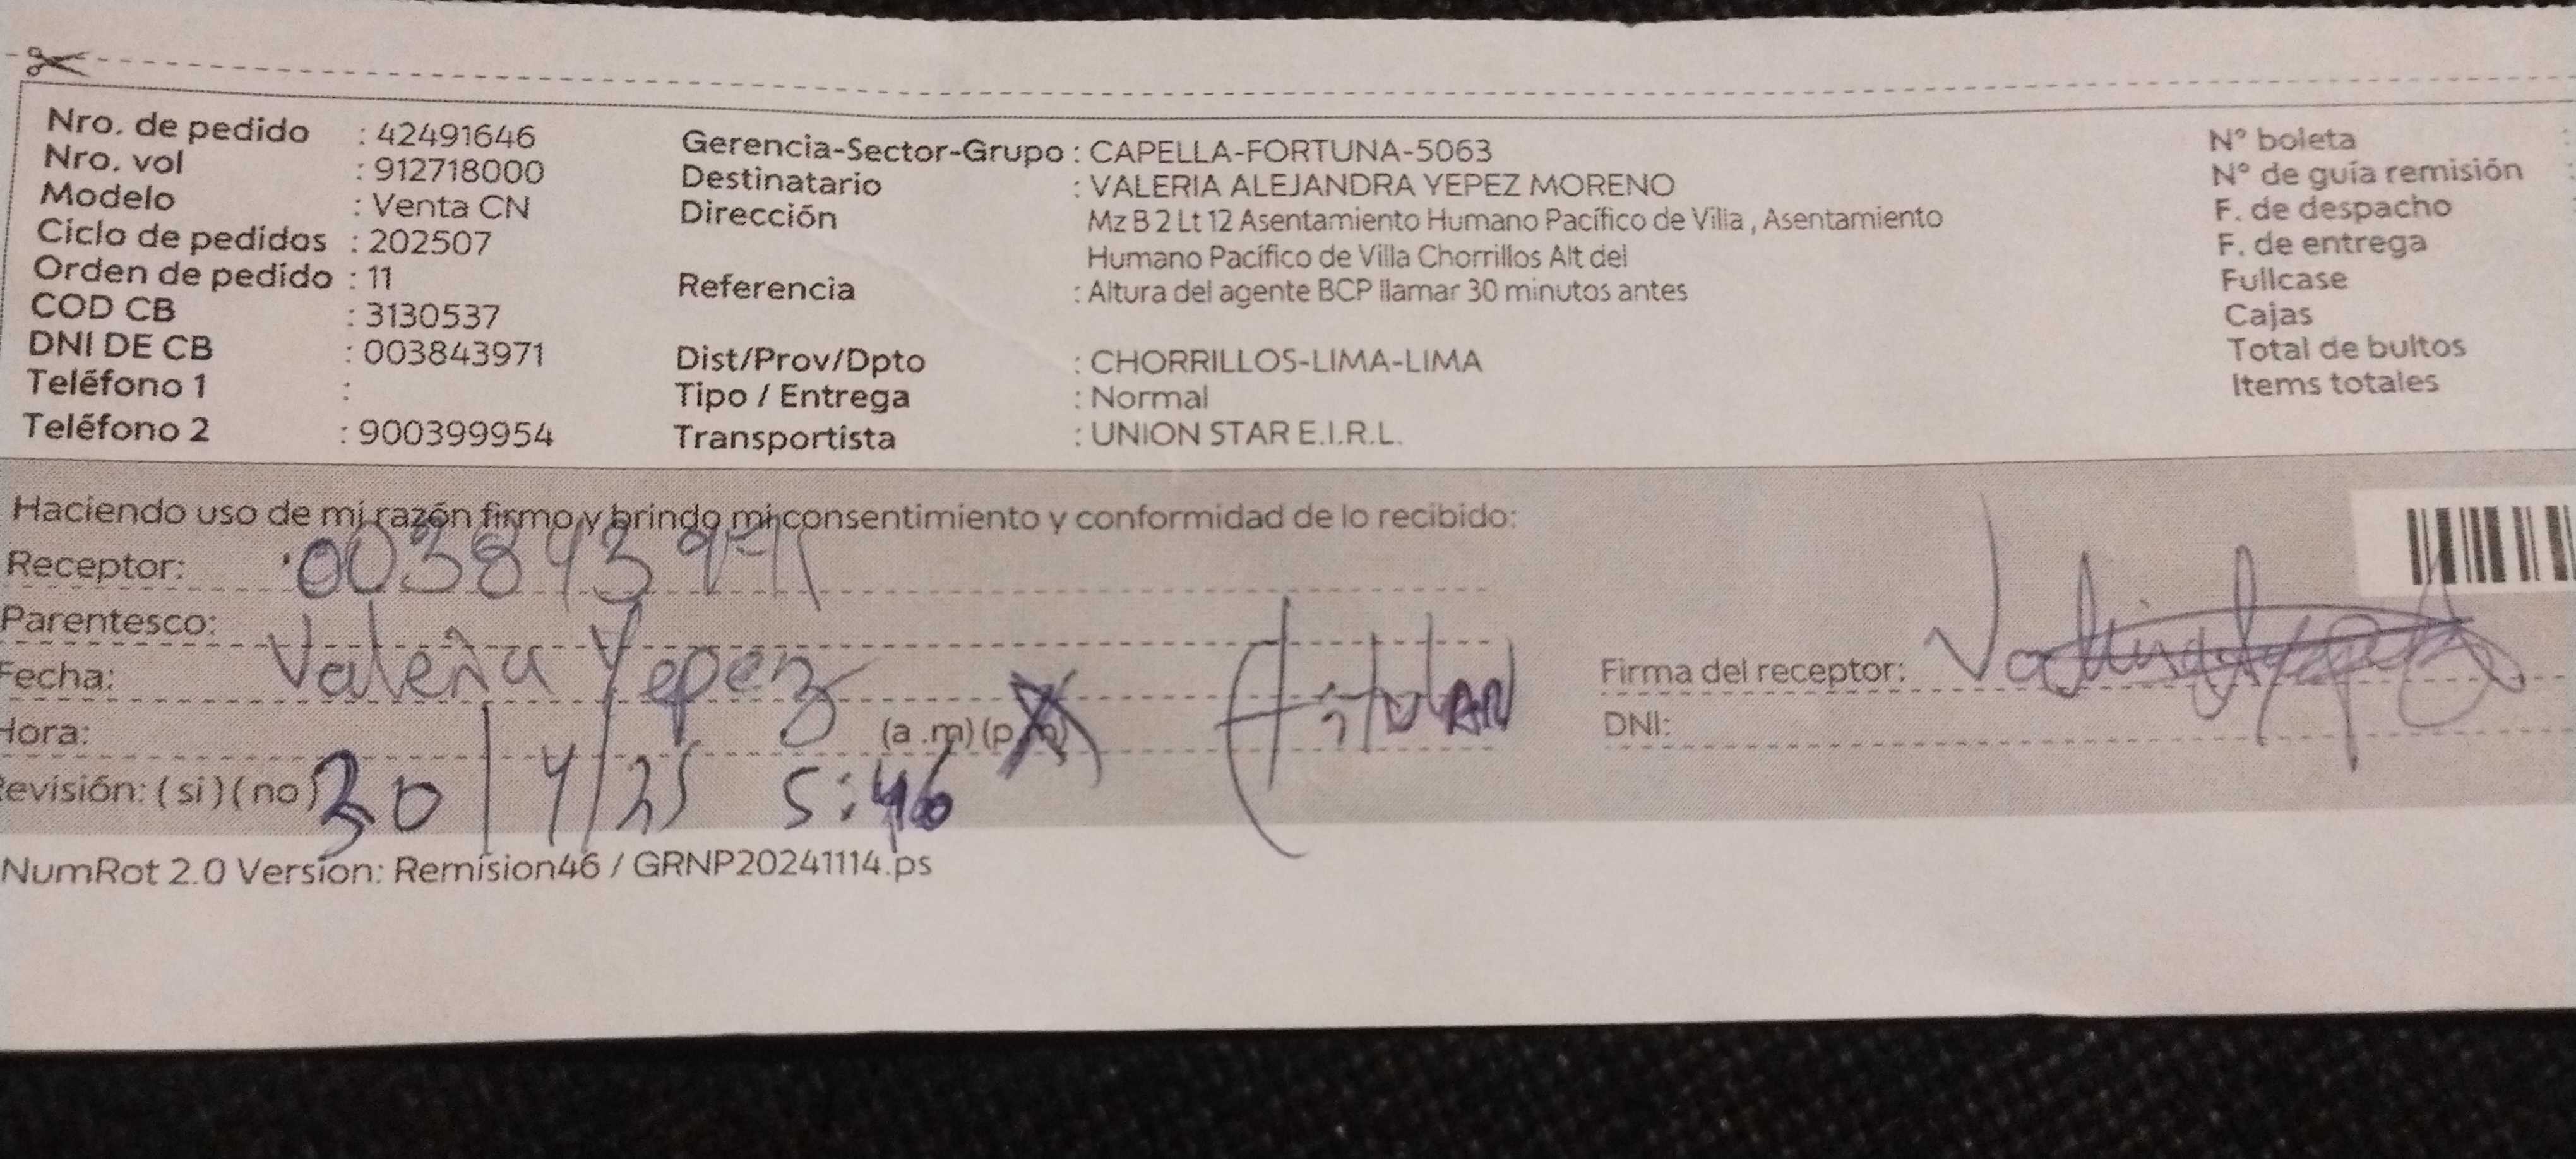 Nro. de pedido : 42491646
Nro. vol : 912718000
Modelo : Venta CN
Ciclo de pedidos : 202507
Orden de pedido : 11
COD CB : 3130537
DNI DE CB : 003843971
Teléfono 1 :
Teléfono 2 : 900399954
Gerencia-Sector-Grupo : CAPELLA-FORTUNA-5063
Destinatario : VALERIA ALEJANDRA YEPEZ MORENO
Dirección : Mz B 2 Lt 12 Asentamiento Humano Pacífico de Villa , Asentamiento
Humano Pacífico de Villa Chorrillos Alt del
Referencia : Altura del agente BCP llamar 30 minutos antes
Dist/Prov/Dpto : CHORRILLOS-LIMA-LIMA
Tipo / Entrega : Normal
Transportista : UNION STAR E.I.R.L.
N° boleta :
N° de guía remisión :
F. de despacho
F. de entrega
Fullcase
Cajas
Total de bultos
Items totales
Haciendo uso de mi razón firmo y brindo mi consentimiento y conformidad de lo recibido:
Receptor: 003843971
Parentesco:
Fecha: Valeria Yepez
Hora: (a .m) (p
(titular
evisión: ( si ) ( no ) 30/4/25 5:46
Firma del receptor:
DNI:
NumRot 2.0 Version: Remision46 / GRNP20241114.ps